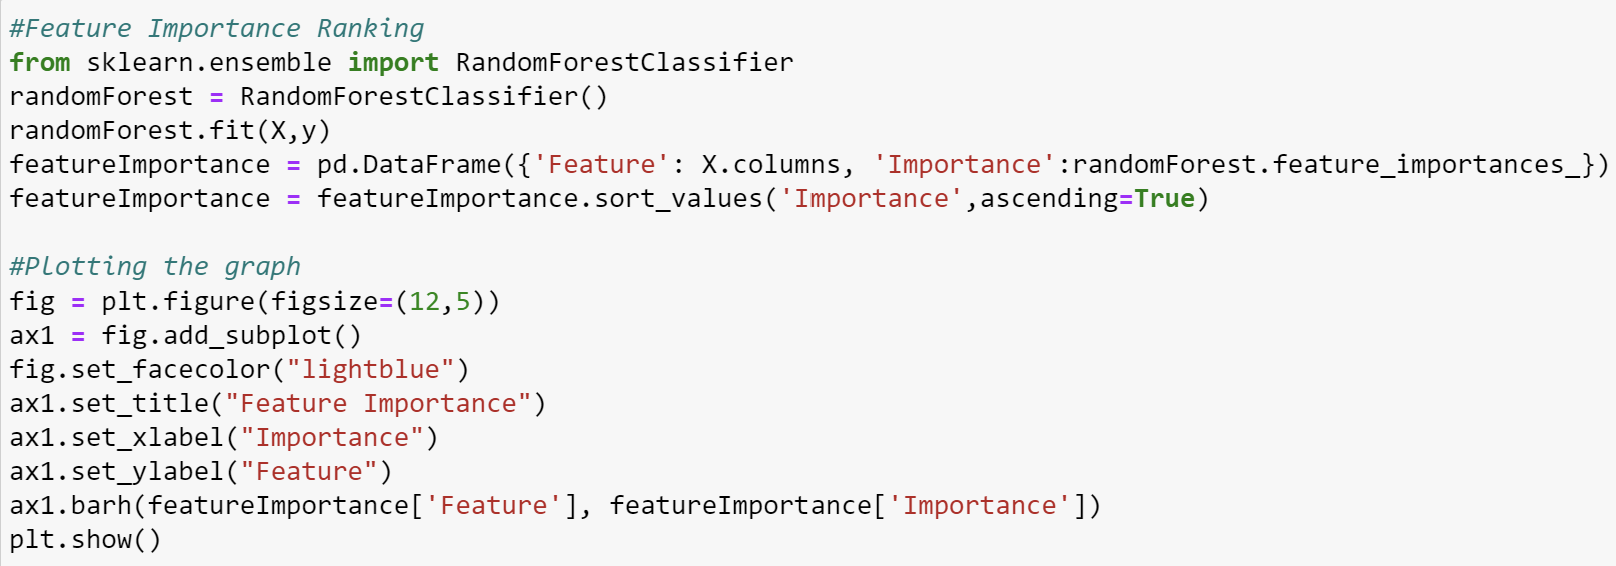 #Feature Importance Ranking
from sklearn.ensemble import RandomForestClassifier
randomForest = RandomForestClassifier()
randomForest.fit(X,y)
featureImportance = pd.DataFrame({'Feature': X.columns, 'Importance':randomForest.feature_importances_})
featureImportance = featureImportance.sort_values('Importance',ascending=True)
#Plotting the graph
fig = plt.figure(figsize=(12,5))
ax1 = fig.add_subplot()
fig.set_facecolor("lightblue")
ax1.set_title("Feature Importance")
ax1.set_xlabel("Importance")
ax1.set_ylabel("Feature")
ax1.barh(featureImportance['Feature'], featureImportance['Importance'])
plt.show()